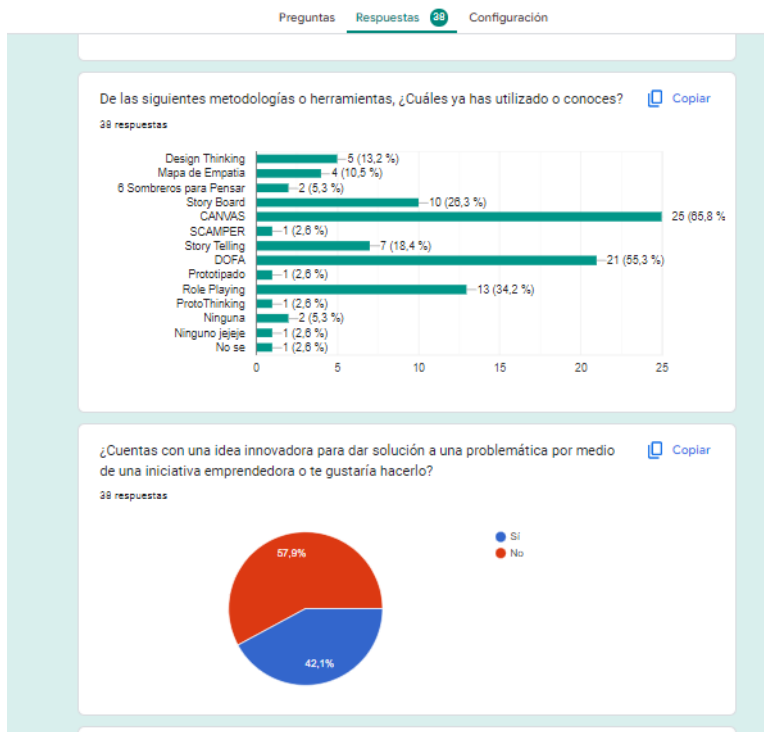 Preguntas Respuestas 38 Configuración
De las siguientes metodologías o herramientas, ¿Cuáles ya has utilizado o conoces? Copiar
38 respuestas
Design Thinking 5 (13,2 %)
Mapa de Empatia 4 (10,5 %)
6 Sombreros para Pensar 2 (5,3 %)
Story Board 10 (26,3 %)
CANVAS 25 (65,8 %
SCAMPER 1 (2,6 %)
Story Telling 7 (18,4 %)
DOFA 21 (55,3 %)
Prototipado 1 (2,6 %)
Role Playing 13 (34,2 %)
ProtoThinking 1 (2,6 %)
Ninguna 2 (5,3 %)
Ninguno jejeje 1 (2,6 %)
No se 1 (2,6 %)
0 5 10 15 20 25
¿Cuentas con una idea innovadora para dar solución a una problemática por medio Copiar
de una iniciativa emprendedora o te gustaría hacerlo?
38 respuestas
Sí
No
57,9%
42,1%